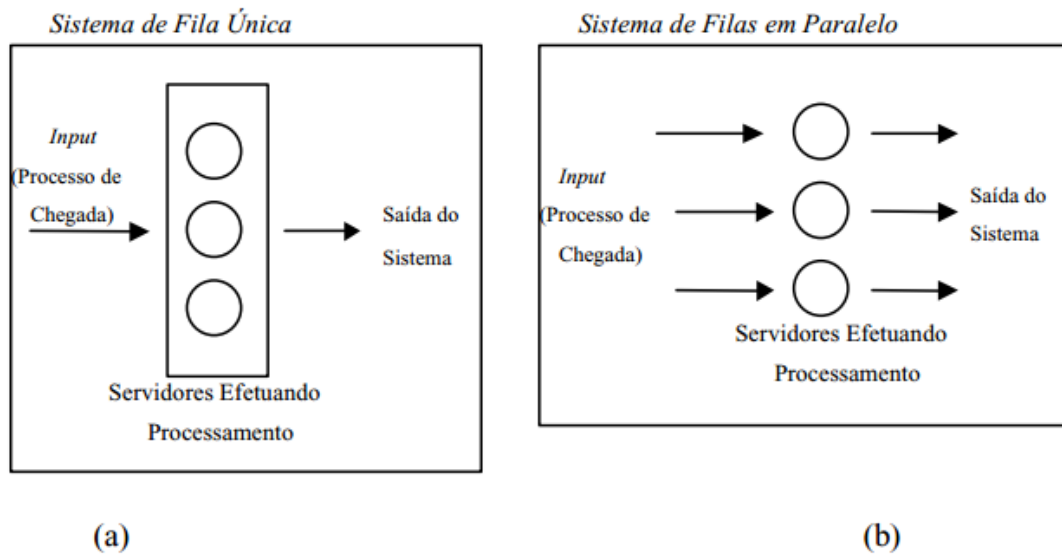 Sistema de Fila Única
Input
(Processo de
Chegada)
Saída do
Sistema
Servidores Efetuando
Processamento
(a)
Sistema de Filas em Paralelo
Input
(Processo de
Chegada)
Saída do
Sistema
Servidores Efetuando
Processamento
(b)